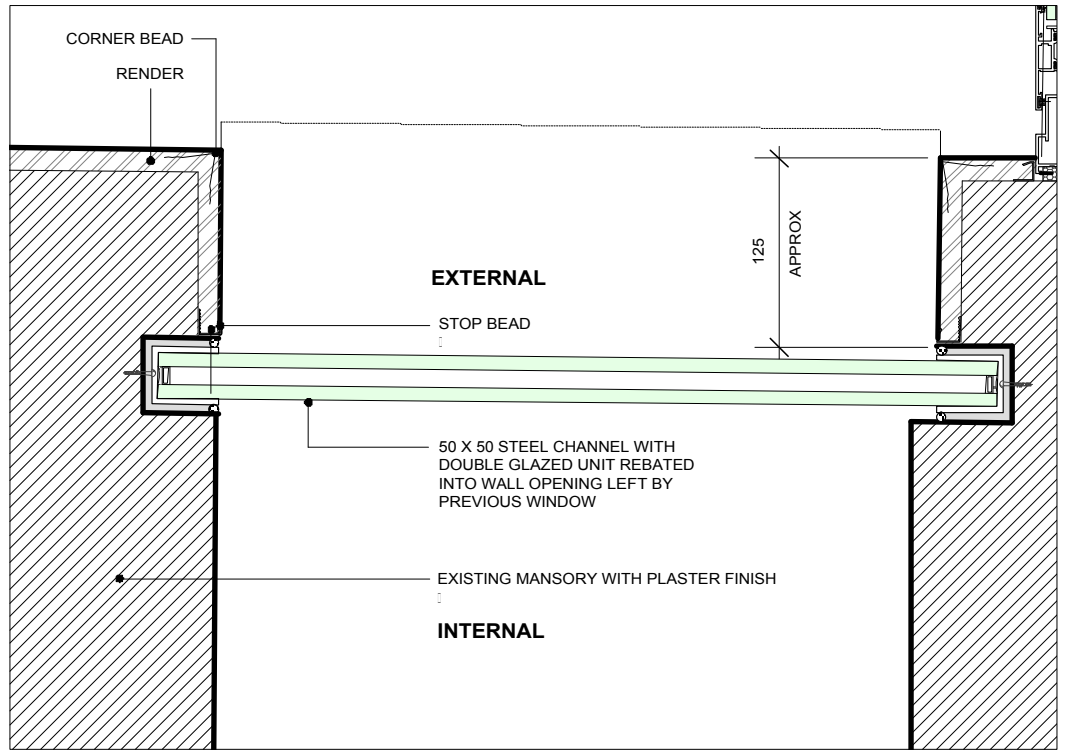 CORNER BEAD
RENDER
125
APPROX
EXTERNAL
STOP BEAD
50 X 50 STEEL CHANNEL WITH
DOUBLE GLAZED UNIT REBATED
INTO WALL OPENING LEFT BY
PREVIOUS WINDOW
EXISTING MANSORY WITH PLASTER FINISH
INTERNAL